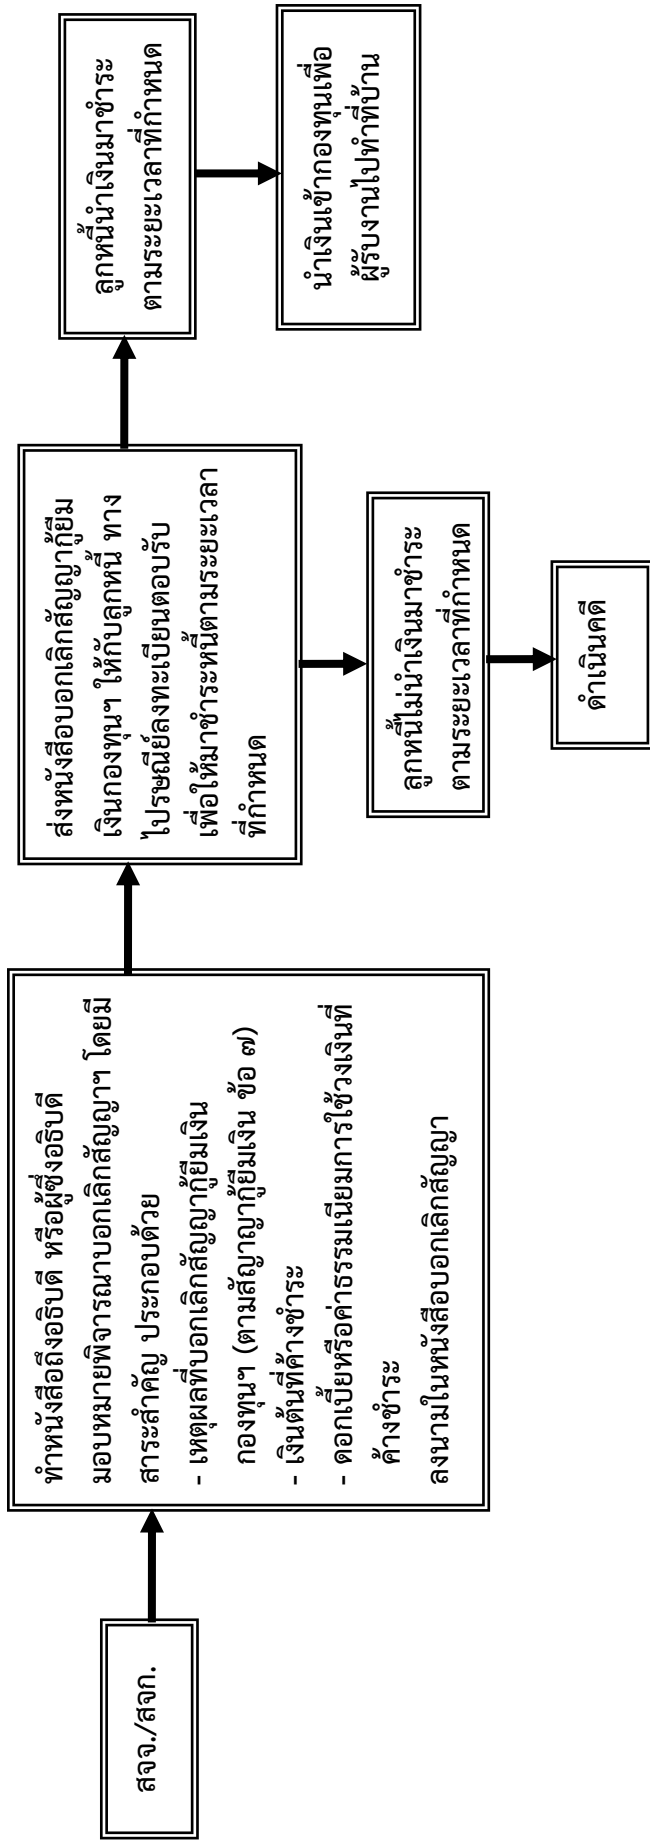 สจจ./สจก.
ทำหนังสือถึงอธิบดี หรือผู้ซึ่งอธิบดี
มอบหมายพิจารณาบอกเลิกสัญญาฯ โดยมี
สาระสำคัญ ประกอบด้วย
- เหตุผลที่บอกเลิกสัญญากู้ยืมเงิน
กองทุนฯ (ตามสัญญากู้ยืมเงิน ข้อ ๗)
- เงินต้นที่ค้างชำระ
- ดอกเบี้ยหรือค่าธรรมเนียมการใช้วงเงินที่
ค้างชำระ
ลงนามในหนังสือบอกเลิกสัญญา
ส่งหนังสือบอกเลิกสัญญากู้ยืม
เงินกองทุนฯ ให้กับลูกหนี้ ทาง
ไปรษณีย์ลงทะเบียนตอบรับ
เพื่อให้มาชำระหนี้ตามระยะเวลา
ที่กำหนด
ลูกหนี้นำเงินมาชำระ
ตามระยะเวลาที่กำหนด
นำเงินเข้ากองทุนเพื่อ
ผู้รับงานไปทำที่บ้าน
ลูกหนี้ไม่นำเงินมาชำระ
ตามระยะเวลาที่กำหนด
ดำเนินคดี